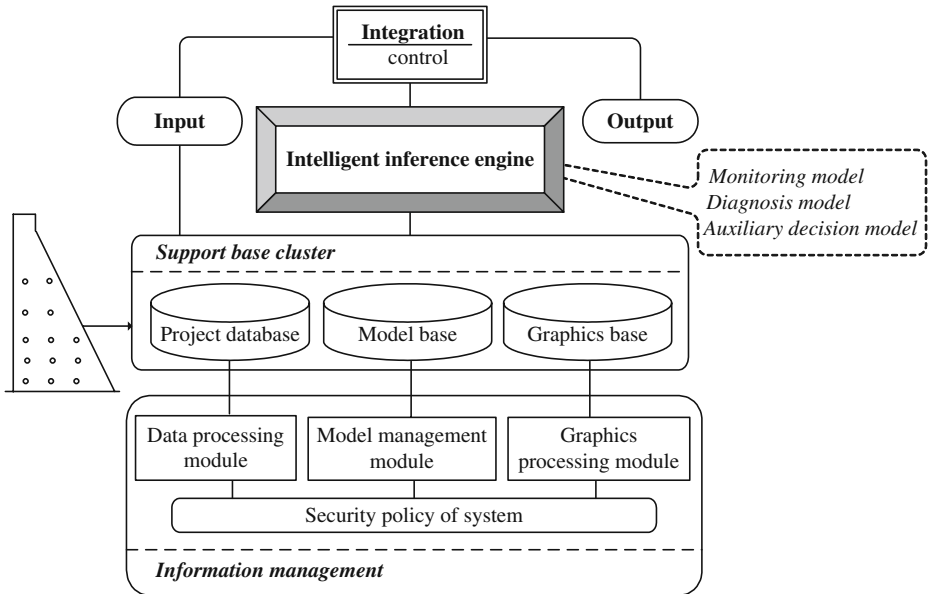 Integration
control
Input
Output
Intelligent inference engine
Monitoring model
Diagnosis model
Auxiliary decision model
Support base cluster
Project database
Model base
Graphics base
Data processing
module
Model management
module
Graphics
processing module
Security policy of system
Information management